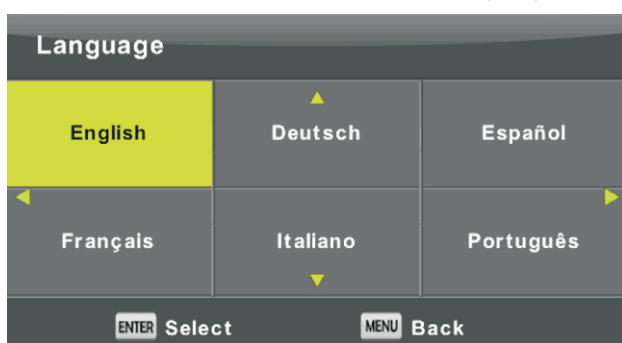 Language
English Deutsch Español
Français Italiano Português
ENTER Select MENU Back